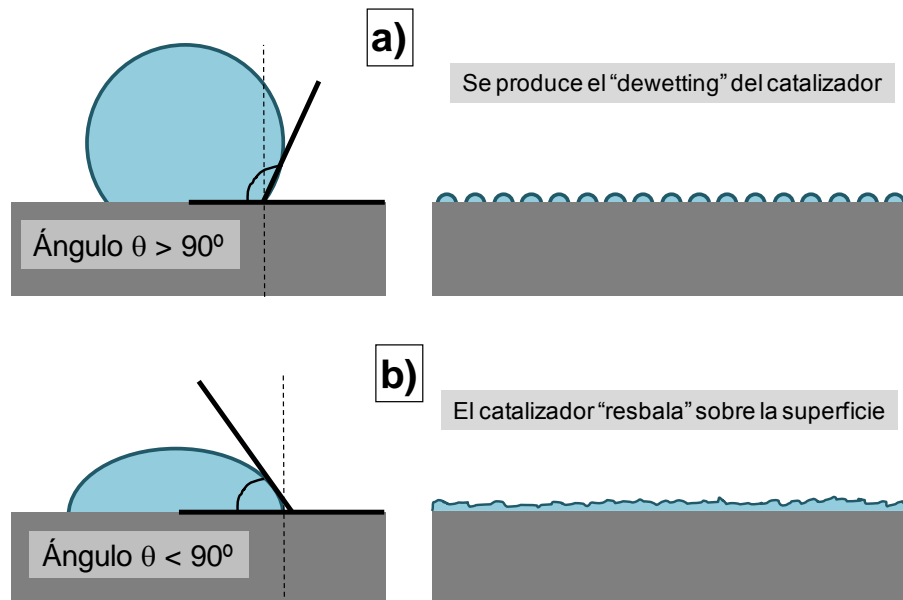 a)
Se produce el “dewetting” del catalizador
Ángulo θ > 90º
b)
El catalizador “resbala” sobre la superficie
Ángulo θ < 90º